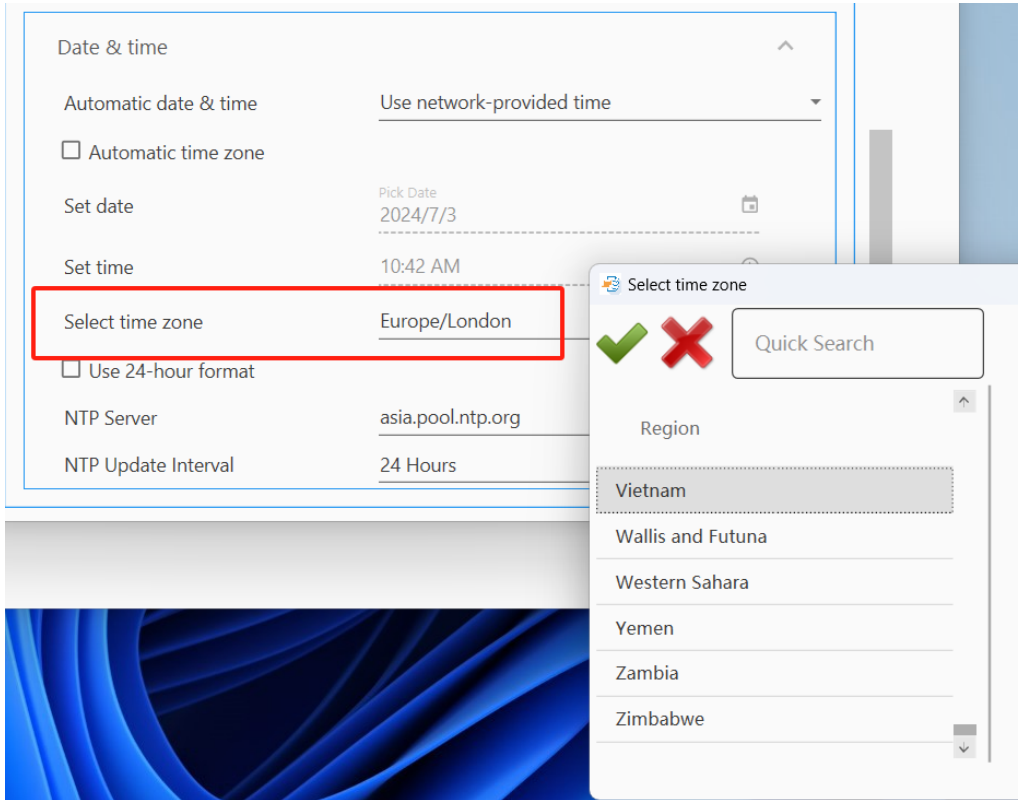 Date & time
Automatic date & time
Use network-provided time
Automatic time zone
Set date
Pick Date
2024/7/3
Set time
10:42 AM
Select time zone
Europe/London
Use 24-hour format
NTP Server
asia.pool.ntp.org
NTP Update Interval
24 Hours
Select time zone
Quick Search
Region
Vietnam
Wallis and Futuna
Western Sahara
Yemen
Zambia
Zimbabwe